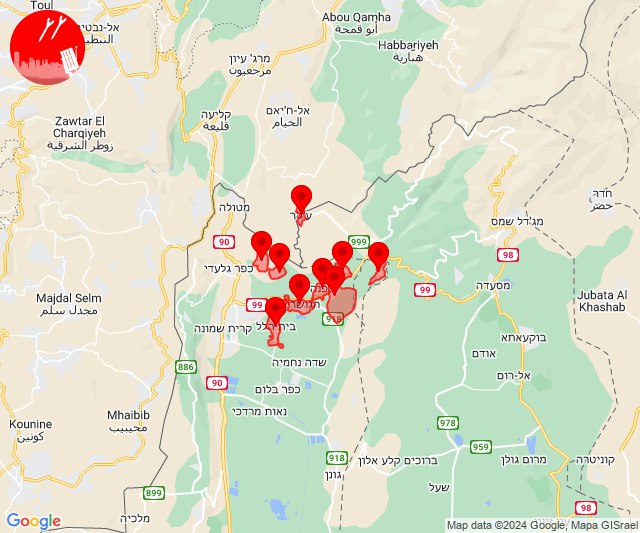 Toul
Abou Qamha
أبو قمحة
אל-נבטיי
النبطية
Habbariyeh
هبارية
מרג' עיון
مرجعيون
אל-ח'יאם
الخيام
קליעה
قليعة
Zawtar El
Charqiyeh
زوطر الشرقية
חַדַר
حضر
מטולה
מג'דל שמס
90
999
98
כפר גלעדי
99
מסעדה
99
Majdal Selm
مجدل سلم
Jubata Al
Khashab
918
קרית שמונה
בית הלל
בוקעאתא
אודם
שדה נחמיה
886
אל-רום
90
כפר בלום
נאות מרדכי
Mhaibib
محيبيب
Kounine
كونين
978
959
918
ברוכים קלע אלון
מרום גולן
קוניטרה
גונן
שעל
899
98
מלכיה
Google
Map data ©2024 Google, Mapa GISrael